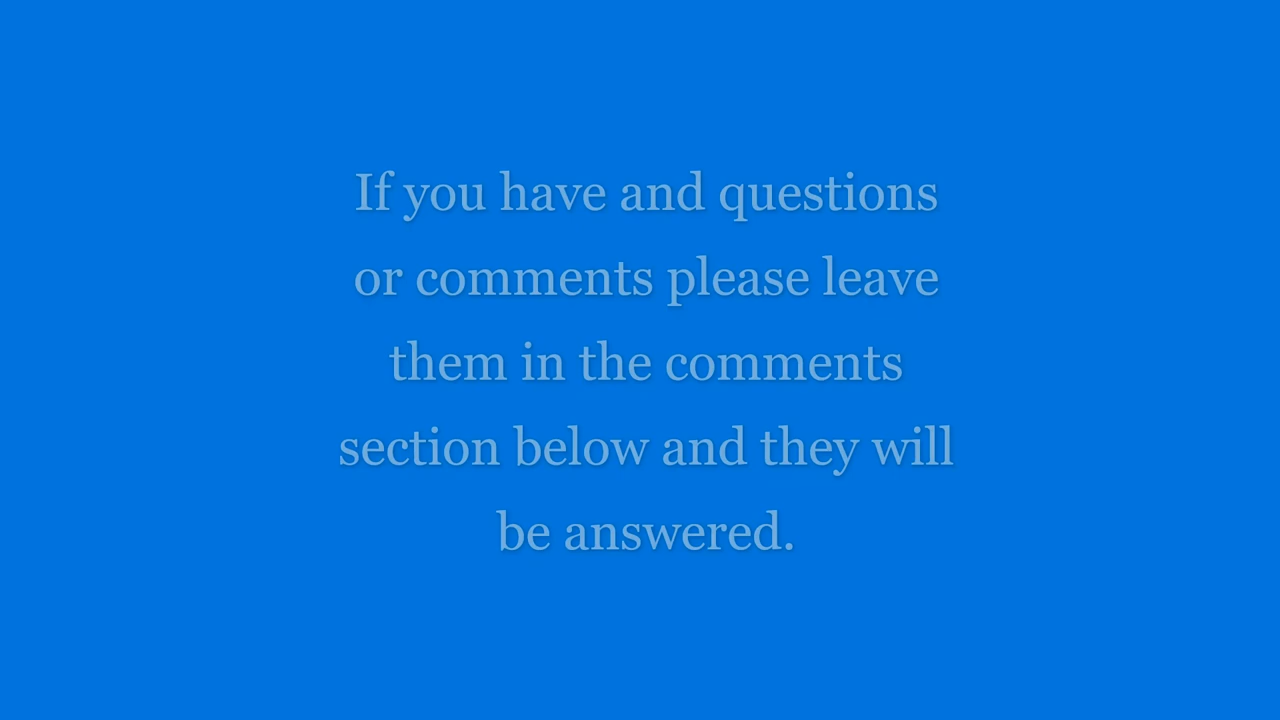 If you have and questions
or comments please leave
them in the comments
section below and they will
be answered.